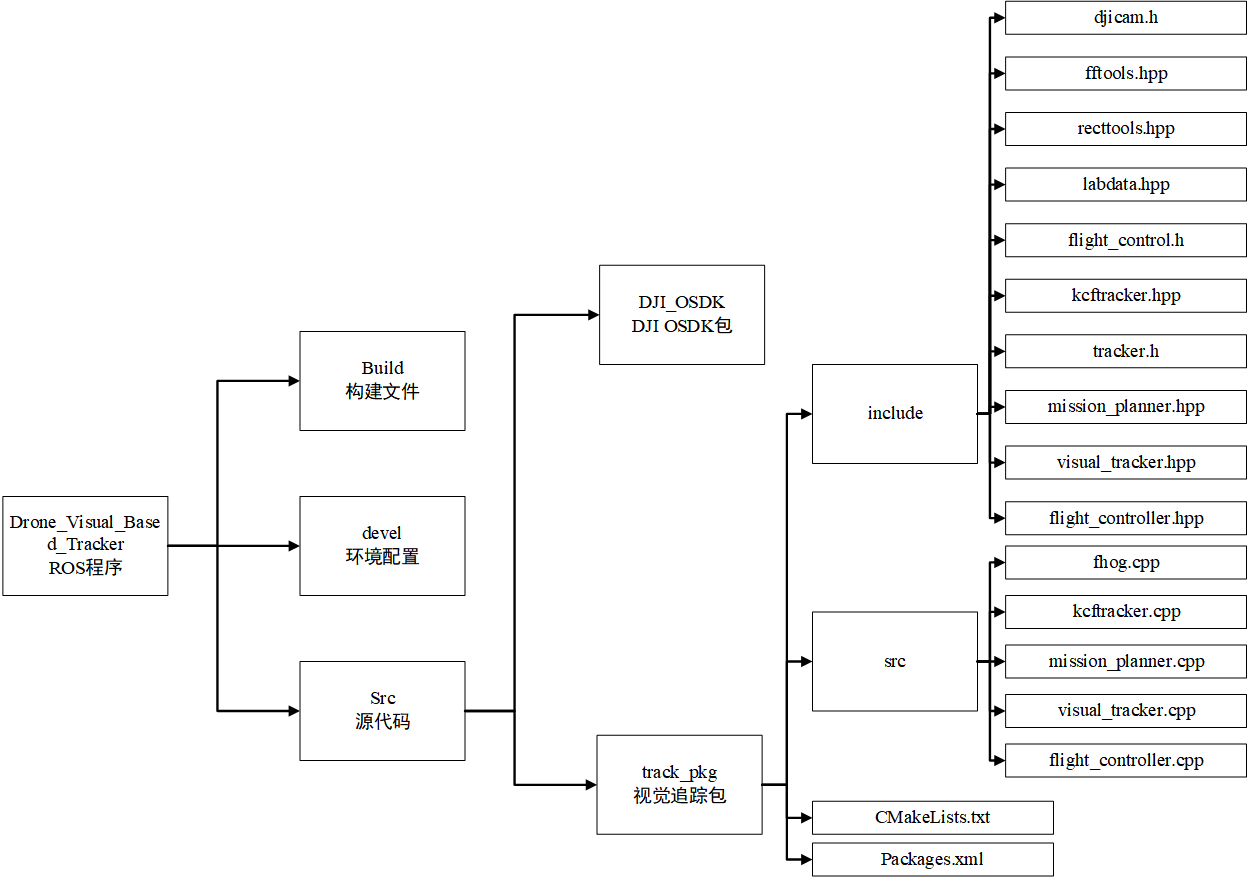 Drone_Visual_Base
d_Tracker
ROS程序
Build
构建文件
devel
环境配置
Src
源代码
DJI_OSDK
DJI OSDK包
track_pkg
视觉追踪包
include
src
CMakeLists.txt
Packages.xml
djicam.h
fftools.hpp
recttools.hpp
labdata.hpp
flight_control.h
kcftracker.hpp
tracker.h
mission_planner.hpp
visual_tracker.hpp
flight_controller.hpp
fhog.cpp
kcftracker.cpp
mission_planner.cpp
visual_tracker.cpp
flight_controller.cpp